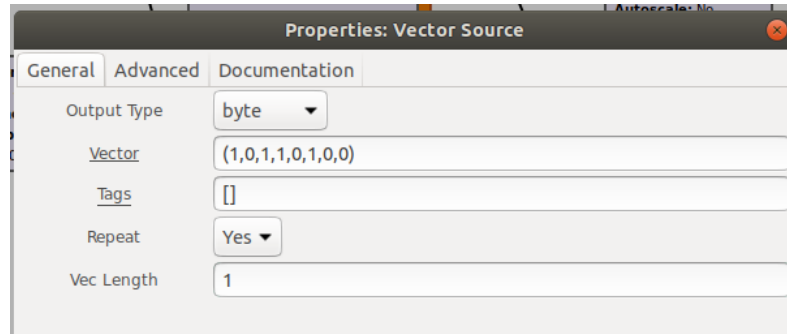 Autoscale: No
Properties: Vector Source
General Advanced Documentation
Output Type byte
Vector (1,0,1,1,0,1,0,0)
Tags []
Repeat Yes
Vec Length 1